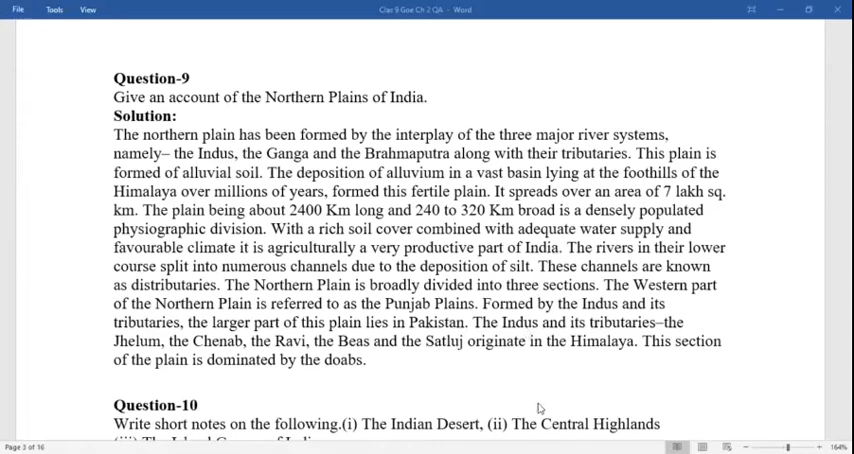 File Tools View Clas 9 Goe Ch 2 QA - Word
Question-9
Give an account of the Northern Plains of India.
Solution:
The northern plain has been formed by the interplay of the three major river systems,
namely– the Indus, the Ganga and the Brahmaputra along with their tributaries. This plain is
formed of alluvial soil. The deposition of alluvium in a vast basin lying at the foothills of the
Himalaya over millions of years, formed this fertile plain. It spreads over an area of 7 lakh sq.
km. The plain being about 2400 Km long and 240 to 320 Km broad is a densely populated
physiographic division. With a rich soil cover combined with adequate water supply and
favourable climate it is agriculturally a very productive part of India. The rivers in their lower
course split into numerous channels due to the deposition of silt. These channels are known
as distributaries. The Northern Plain is broadly divided into three sections. The Western part
of the Northern Plain is referred to as the Punjab Plains. Formed by the Indus and its
tributaries, the larger part of this plain lies in Pakistan. The Indus and its tributaries–the
Jhelum, the Chenab, the Ravi, the Beas and the Satluj originate in the Himalaya. This section
of the plain is dominated by the doabs.
Question-10
Write short notes on the following.(i) The Indian Desert, (ii) The Central Highlands
(iii) The Island Groups of India
Page 3 of 16 164%